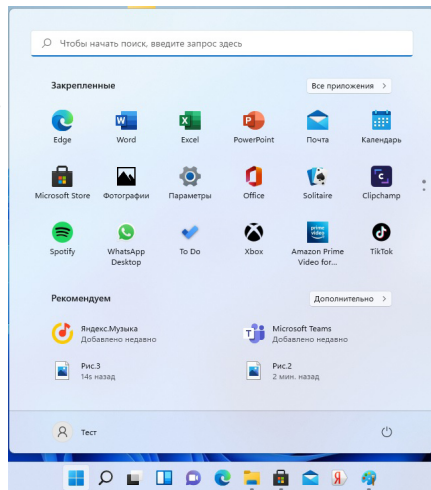 Чтобы начать поиск, введите запрос здесь
Закрепленные
Все приложения >
Edge
Word
Excel
PowerPoint
Почта
Календарь
Microsoft Store
Фотографии
Параметры
Office
Solitaire
Clipchamp
Spotify
WhatsApp
Desktop
To Do
Xbox
prime
video
Amazon Prime
Video for...
TikTok
Рекомендуем
Дополнительно >
Яндекс.Музыка
Добавлено недавно
Microsoft Teams
Добавлено недавно
Рис.3
14s назад
Рис.2
2 мин. назад
Тест